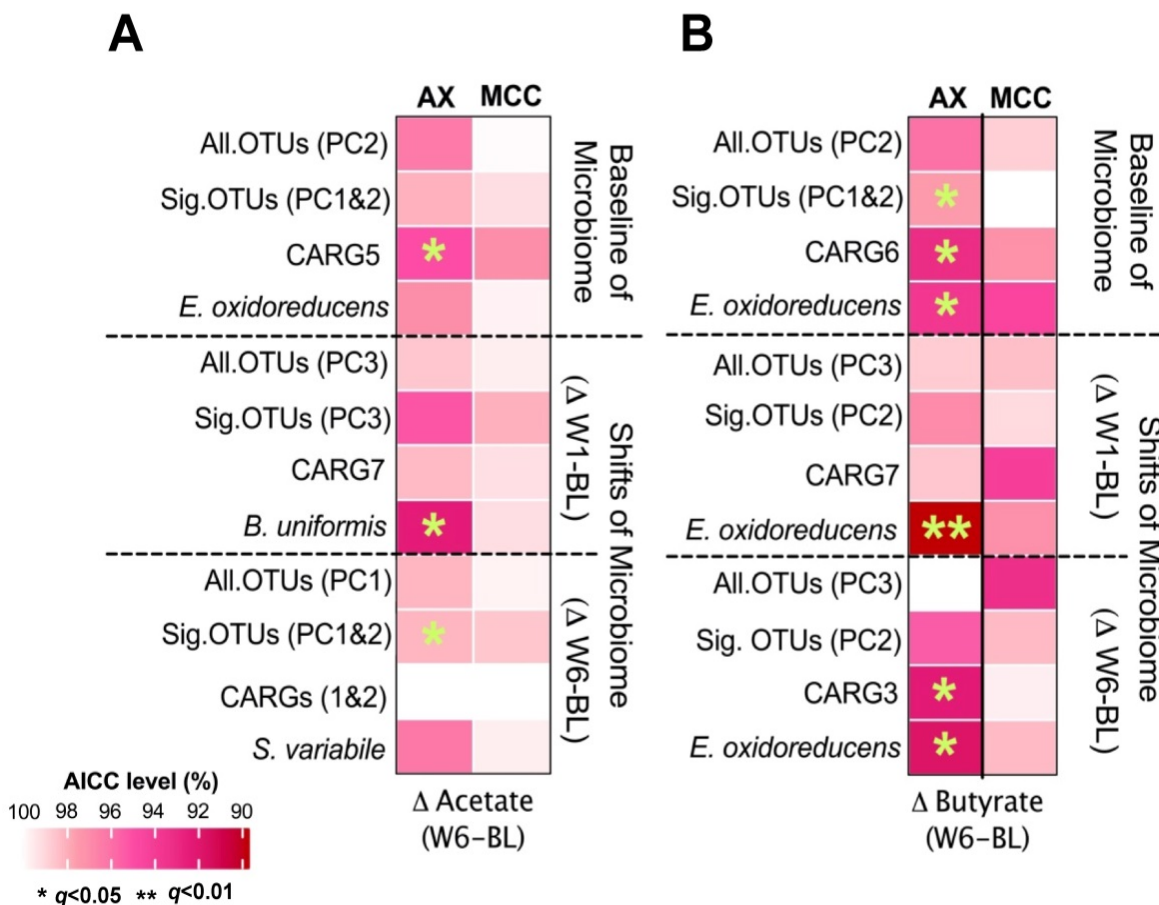 A
AX MCC
All.OTUs (PC2)
Sig.OTUs (PC1&2)
CARG5
*
E. oxidoreducens
All.OTUs (PC3)
Sig.OTUs (PC3)
CARG7
B. uniformis
*
All.OTUs (PC1)
Sig.OTUs (PC1&2)
*
CARGs (1&2)
S. variabile
Baseline of
Microbiome
Shifts of Microbiome
(Δ W1-BL)
(Δ W6-BL)
Δ Acetate
(W6–BL)
B
AX MCC
All.OTUs (PC2)
Sig.OTUs (PC1&2)
*
CARG6
*
E. oxidoreducens
*
All.OTUs (PC3)
Sig.OTUs (PC2)
CARG7
E. oxidoreducens
**
All.OTUs (PC3)
Sig. OTUs (PC2)
CARG3
*
E. oxidoreducens
*
Baseline of
Microbiome
Shifts of Microbiome
(Δ W1-BL)
(Δ W6-BL)
Δ Butyrate
(W6–BL)
AICC level (%)
100 98 96 94 92 90
* q<0.05 ** q<0.01